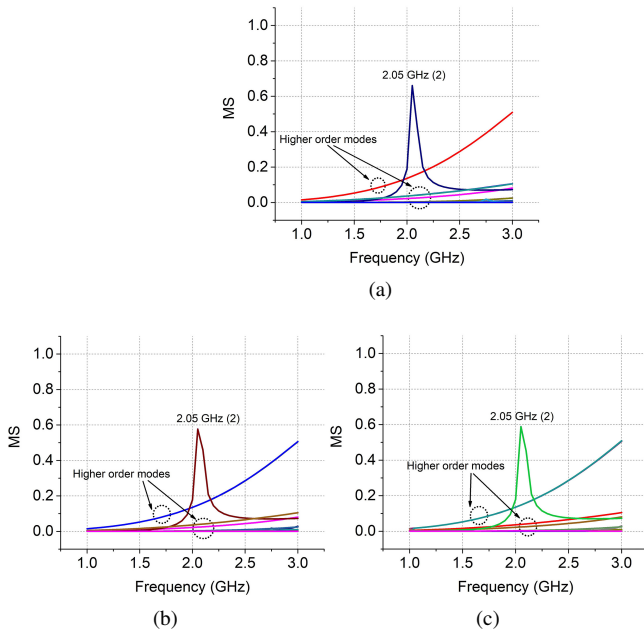 1.0
0.8
0.6
0.4
0.2
0.0
MS
2.05 GHz (2)
Higher order modes
1.0 1.5 2.0 2.5 3.0
Frequency (GHz)
(a)
1.0
0.8
0.6
0.4
0.2
0.0
MS
2.05 GHz (2)
Higher order modes
1.0 1.5 2.0 2.5 3.0
Frequency (GHz)
(b)
1.0
0.8
0.6
0.4
0.2
0.0
MS
2.05 GHz (2)
Higher order modes
1.0 1.5 2.0 2.5 3.0
Frequency (GHz)
(c)